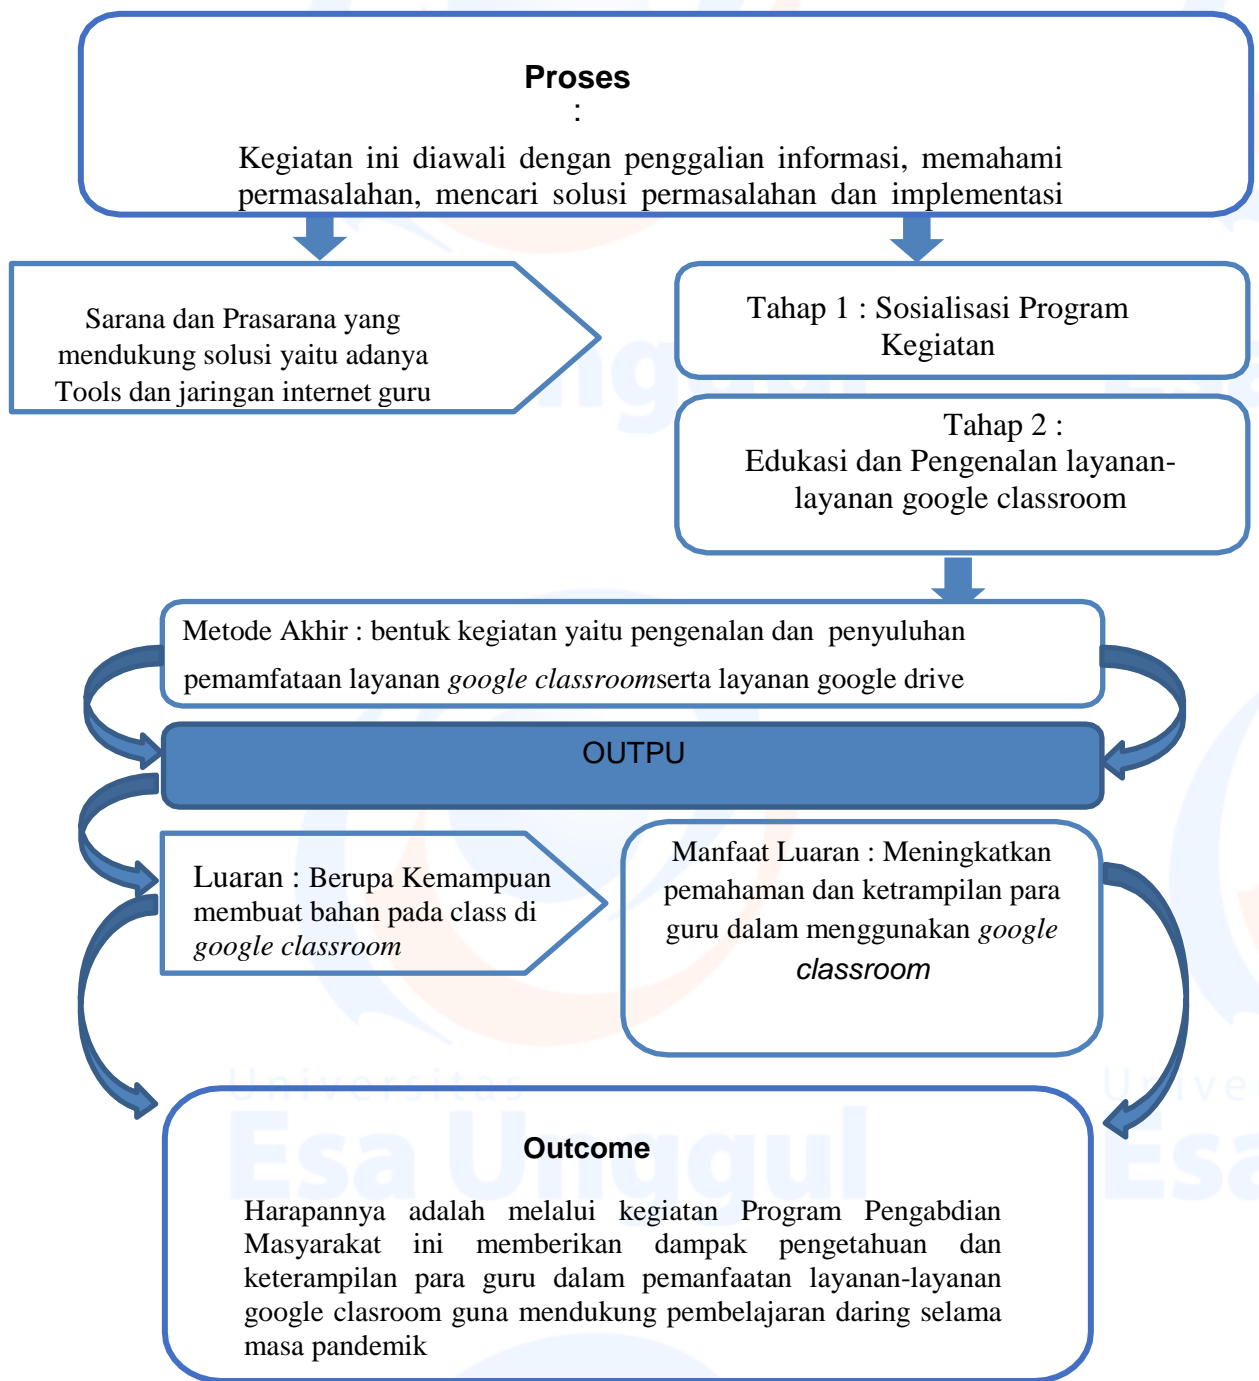 Proses
:
Kegiatan ini diawali dengan penggalian informasi, memahami
permasalahan, mencari solusi permasalahan dan implementasi
Sarana dan Prasarana yang
mendukung solusi yaitu adanya
Tools dan jaringan internet guru
Tahap 1 : Sosialisasi Program
Kegiatan
Tahap 2 :
Edukasi dan Pengenalan layanan-
layanan google classroom
Metode Akhir : bentuk kegiatan yaitu pengenalan dan penyuluhan
pemamfataan layanan google classroomserta layanan google drive
OUTPU
Luaran : Berupa Kemampuan
membuat bahan pada class di
google classroom
Manfaat Luaran : Meningkatkan
pemahaman dan ketrampilan para
guru dalam menggunakan google
classroom
Universitas
Esa Unggul
Outcome
Harapannya adalah melalui kegiatan Program Pengabdian
Masyarakat ini memberikan dampak pengetahuan dan
keterampilan para guru dalam pemanfaatan layanan-layanan
google clasroom guna mendukung pembelajaran daring selama
masa pandemik